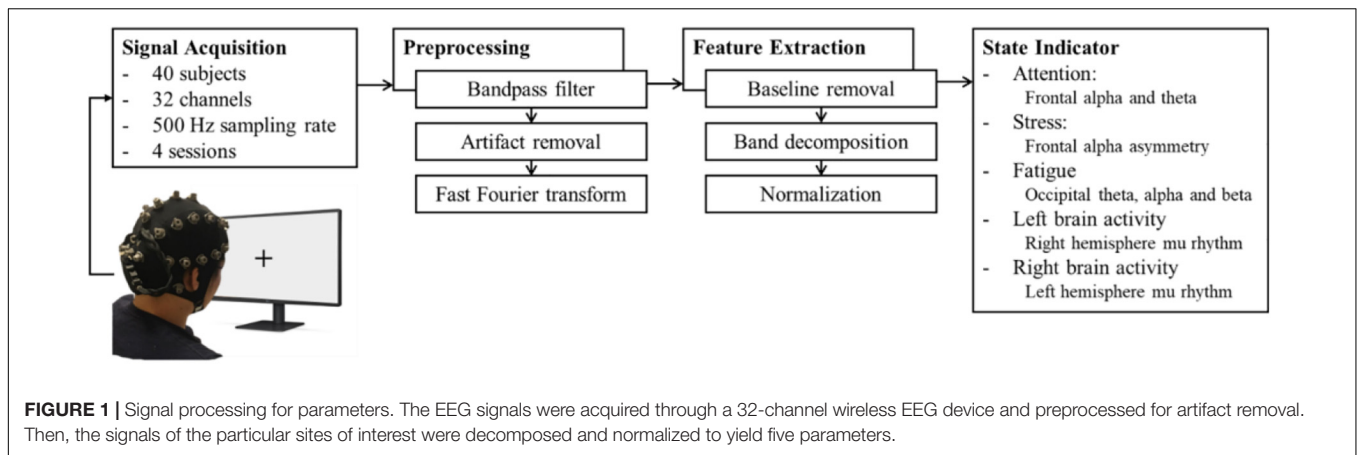 Signal Acquisition
- 40 subjects
- 32 channels
- 500 Hz sampling rate
- 4 sessions
Preprocessing
Bandpass filter
Artifact removal
Fast Fourier transform
Feature Extraction
Baseline removal
Band decomposition
Normalization
State Indicator
- Attention:
Frontal alpha and theta
- Stress:
Frontal alpha asymmetry
- Fatigue
Occipital theta, alpha and beta
- Left brain activity
Right hemisphere mu rhythm
- Right brain activity
Left hemisphere mu rhythm
FIGURE 1 | Signal processing for parameters. The EEG signals were acquired through a 32-channel wireless EEG device and preprocessed for artifact removal.
Then, the signals of the particular sites of interest were decomposed and normalized to yield five parameters.